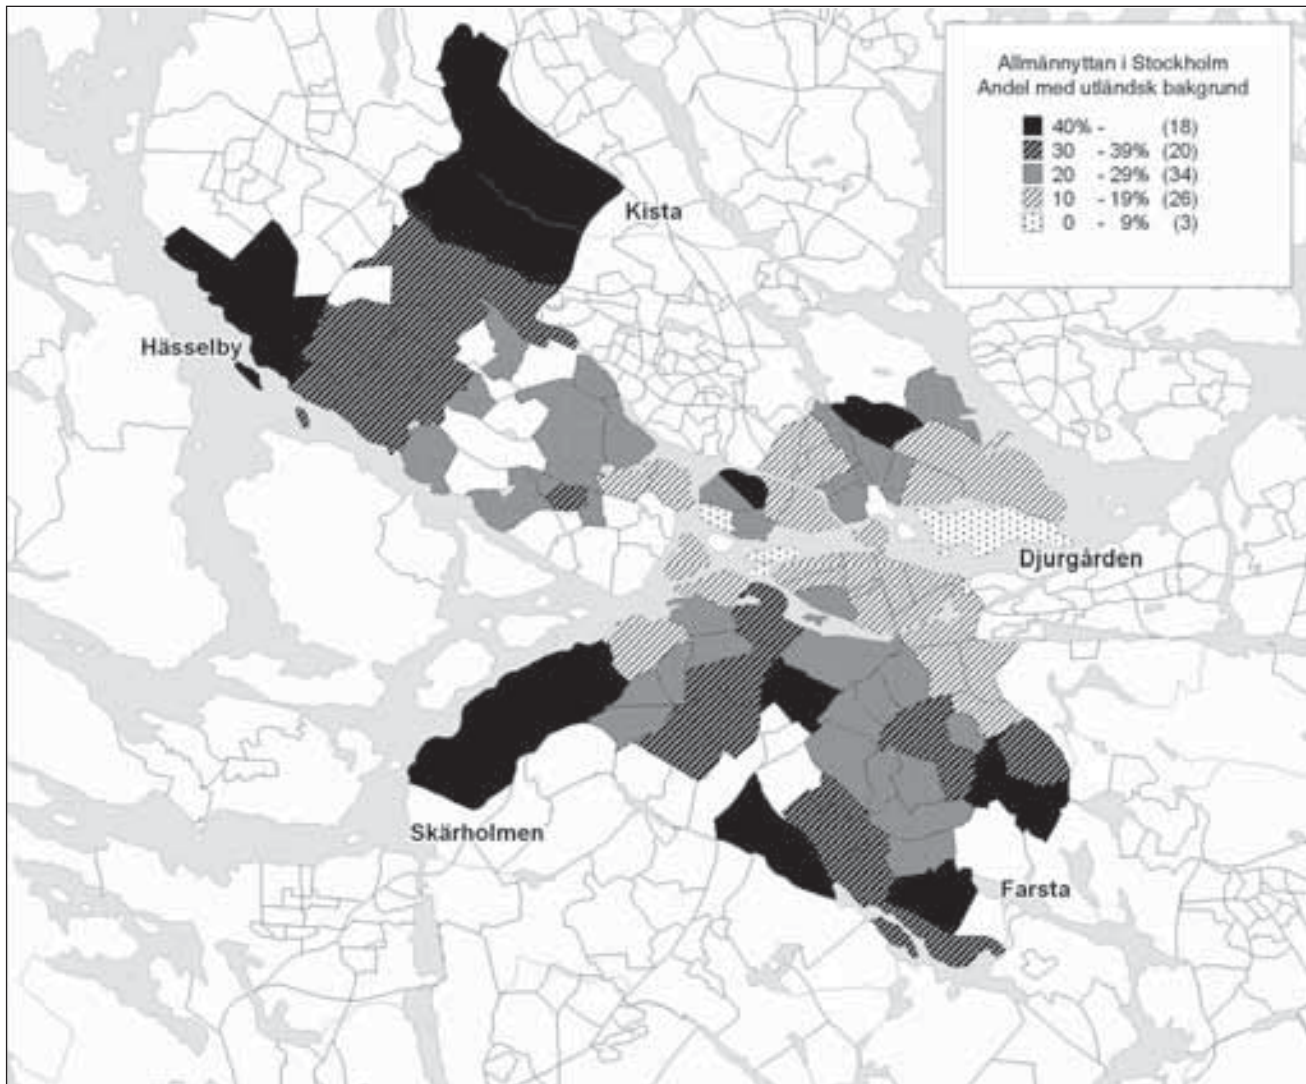 Allmännyttan i Stockholm
Andel med utländsk bakgrund
40% - (18)
30 - 39% (20)
20 - 29% (34)
10 - 19% (26)
0 - 9% (3)
Kista
Hässelby
Djurgården
Skärholmen
Farsta